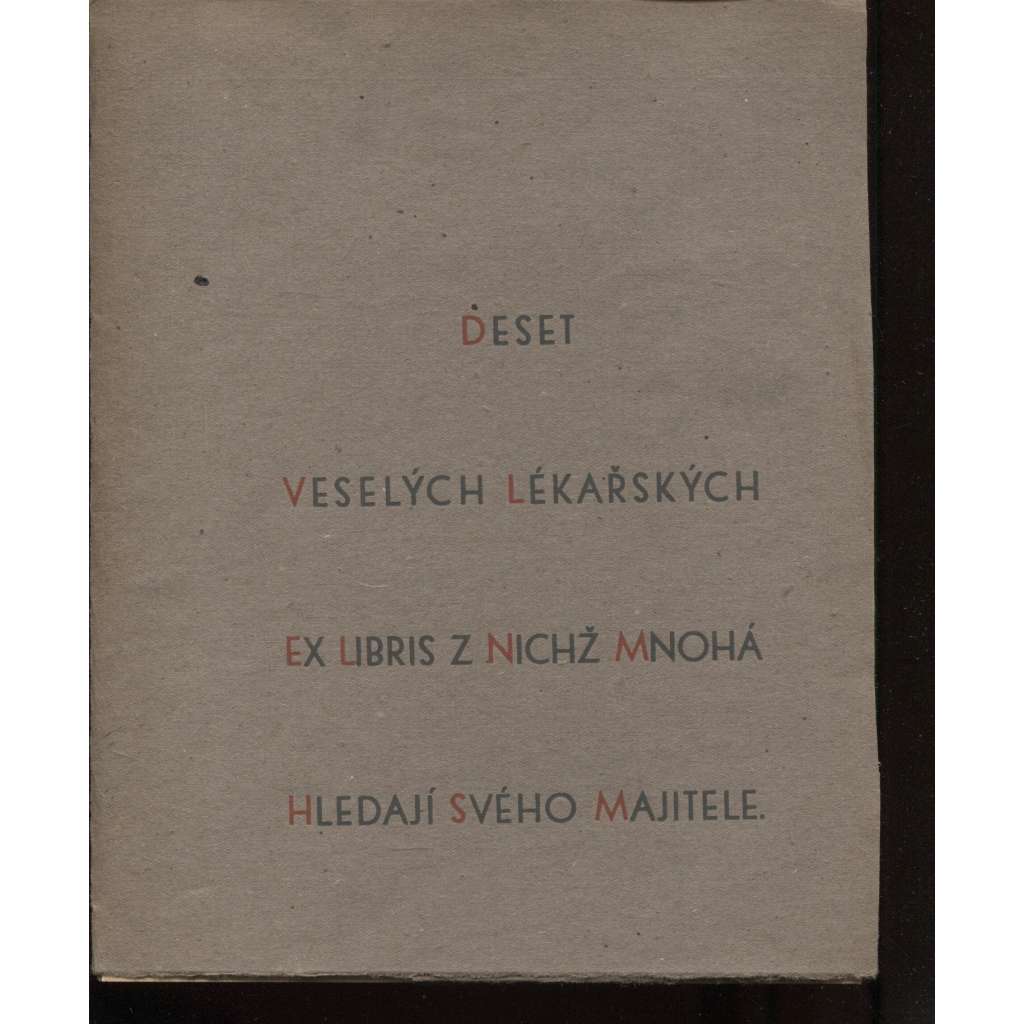 DESET
VESELÝCH LÉKAŘSKÝCH
EX LIBRIS Z NICHŽ MNOHÁ
HLEDAJÍ SVÉHO MAJITELE.